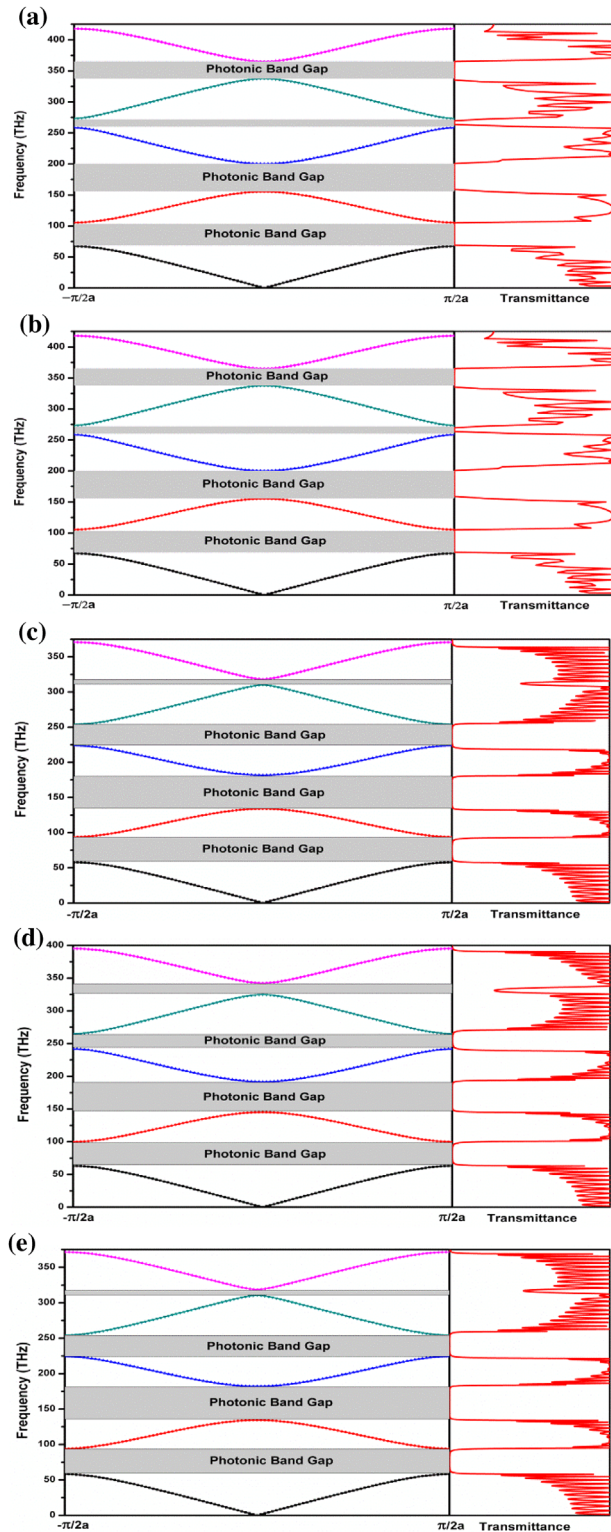 (a)
Frequency (THz)
400
350
300
250
200
150
100
50
0
Photonic Band Gap
Photonic Band Gap
Photonic Band Gap
−π/2a
π/2a
Transmittance
(b)
Frequency (THz)
400
350
300
250
200
150
100
50
0
Photonic Band Gap
Photonic Band Gap
Photonic Band Gap
−π/2a
π/2a
Transmittance
(c)
Frequency (THz)
350
300
250
200
150
100
50
0
Photonic Band Gap
Photonic Band Gap
Photonic Band Gap
-π/2a
π/2a
Transmittance
(d)
Frequency (THz)
400
350
300
250
200
150
100
50
0
Photonic Band Gap
Photonic Band Gap
Photonic Band Gap
-π/2a
π/2a
Transmittance
(e)
Frequency (THz)
350
300
250
200
150
100
50
0
Photonic Band Gap
Photonic Band Gap
Photonic Band Gap
-π/2a
π/2a
Transmittance